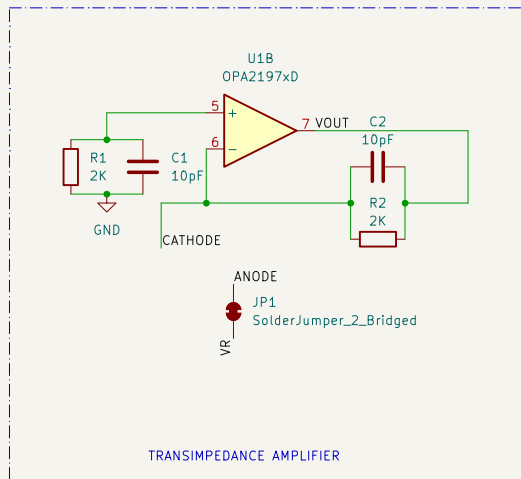 U1B
OPA2197xD
5
+
6
−
7
VOUT
C2
10pF
R1
2K
C1
10pF
GND
R2
2K
CATHODE
ANODE
JP1
SolderJumper_2_Bridged
VR
TRANSIMPEDANCE AMPLIFIER